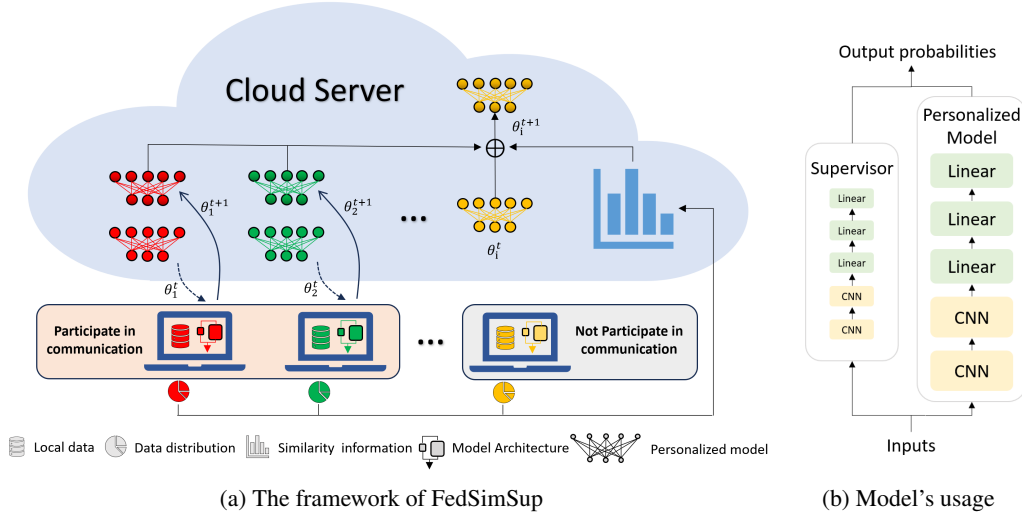 Cloud Server
θ_i^{t+1}
θ_1^{t+1}
θ_2^{t+1}
...
θ_i^t
θ_1^t
θ_2^t
Participate in
communication
...
Not Participate in
communication
Local data
Data distribution
Similarity information
Model Architecture
Personalized model
(a) The framework of FedSimSup
Output probabilities
Supervisor
Linear
Linear
Linear
CNN
CNN
Personalized
Model
Linear
Linear
Linear
CNN
CNN
Inputs
(b) Model's usage